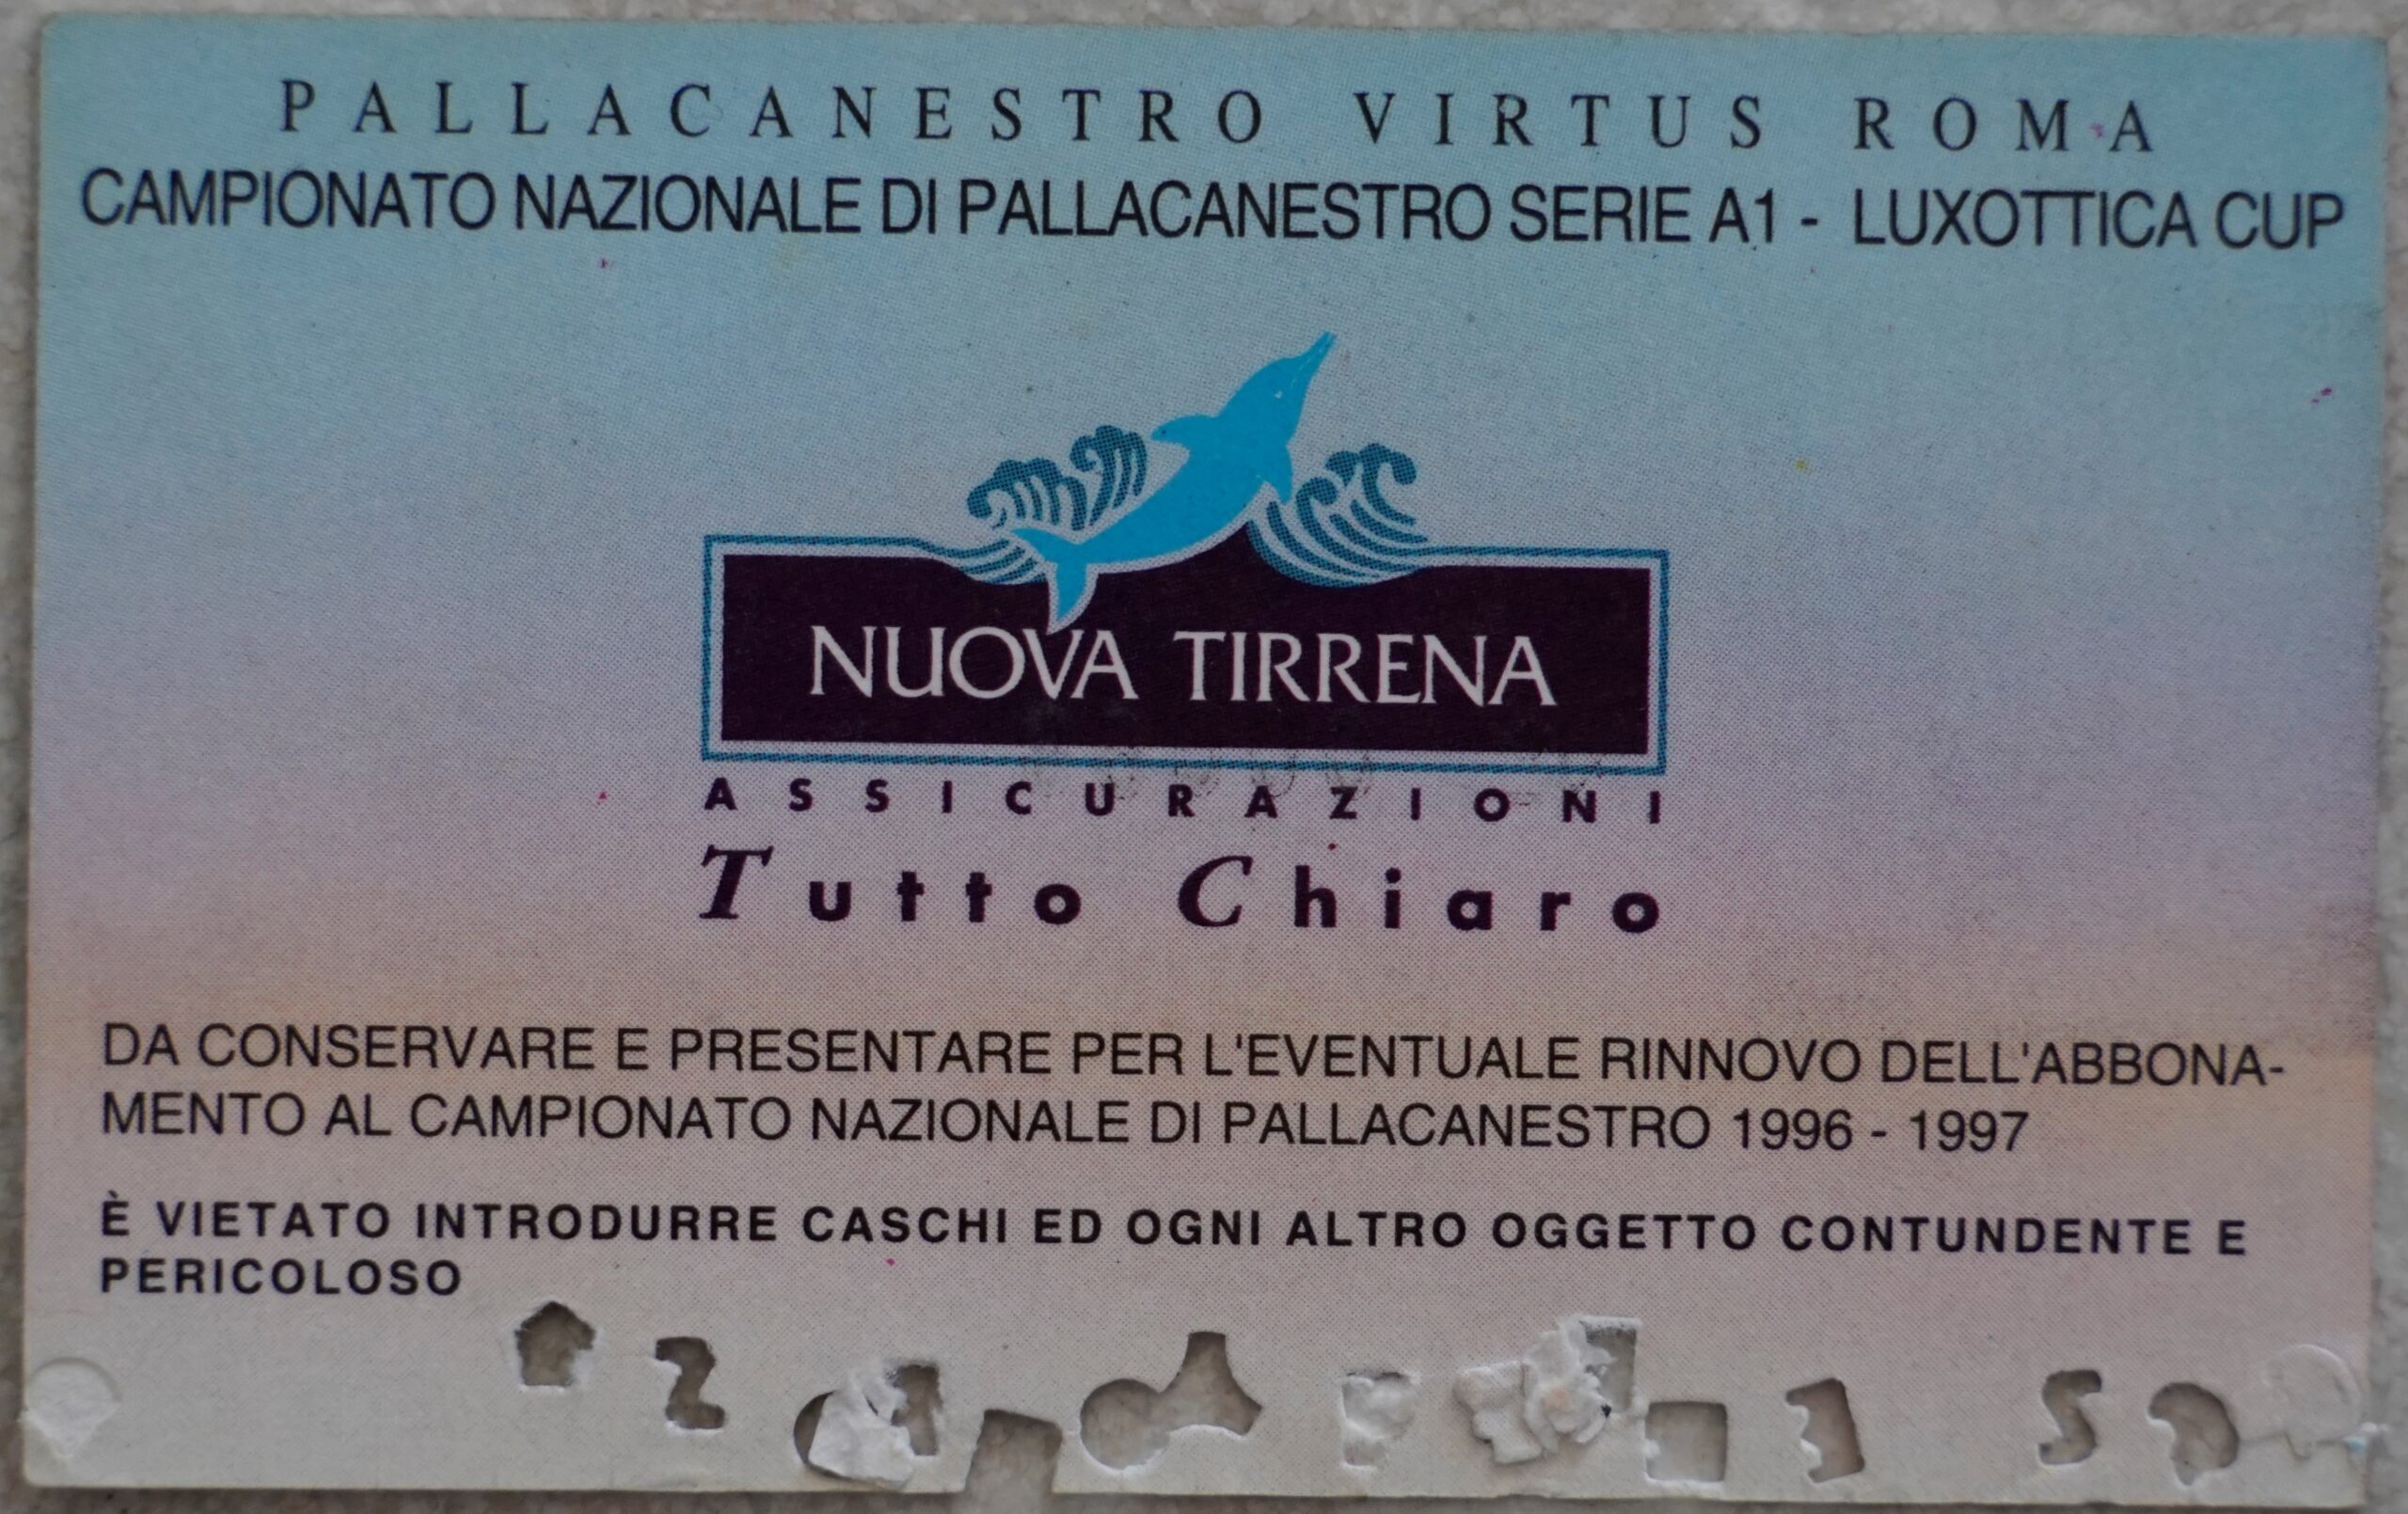 PALLACANESTRO VIRTUS ROMA
CAMPIONATO NAZIONALE DI PALLACANESTRO SERIE A1 - LUXOTTICA CUP
NUOVA TIRRENA
ASSICURAZIONI
Tutto Chiaro
DA CONSERVARE E PRESENTARE PER L'EVENTUALE RINNOVO DELL'ABBONA-
MENTO AL CAMPIONATO NAZIONALE DI PALLACANESTRO 1996 - 1997
È VIETATO INTRODURRE CASCHI ED OGNI ALTRO OGGETTO CONTUNDENTE E
PERICOLOSO